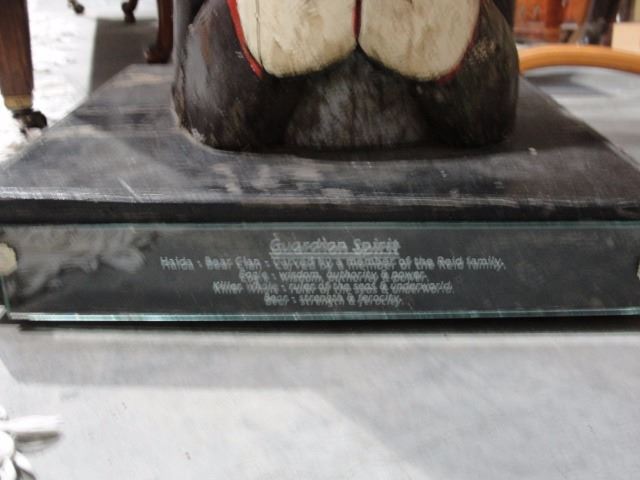 Guardian Spirit
Haida - Bear Clan - carved by a member of the Reid family.
Eagle - wisdom, authority & power.
Killer whale - ruler of the seas & underworld.
Bear - strength & ferocity.